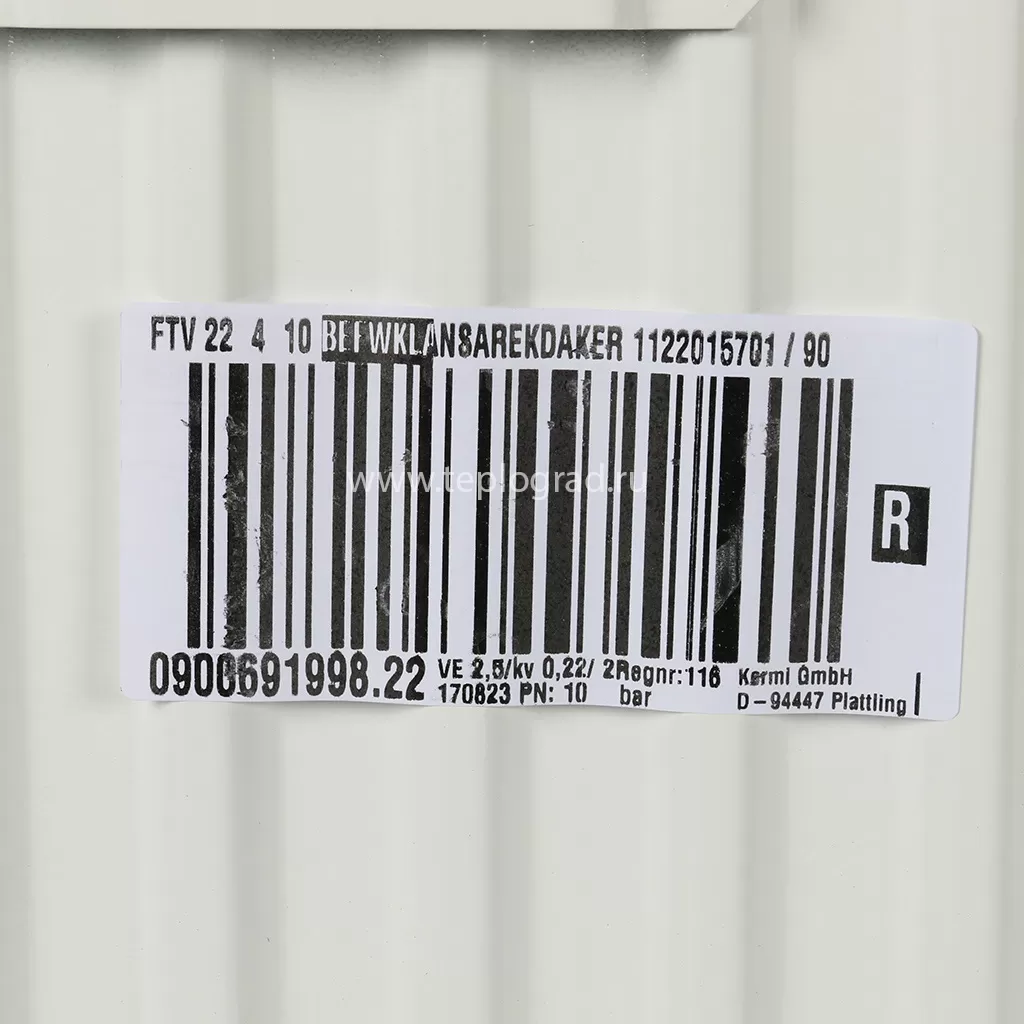 FTV 22 4 10 BEFWKLANSAREKDAKER 1122015701 / 90
www.teplograd.ru
R
0900691998.22 VE 2,5/kv 0,22/ 2Regnr:116 Kermi GmbH
170823 PN: 10 bar D-94447 Plattling